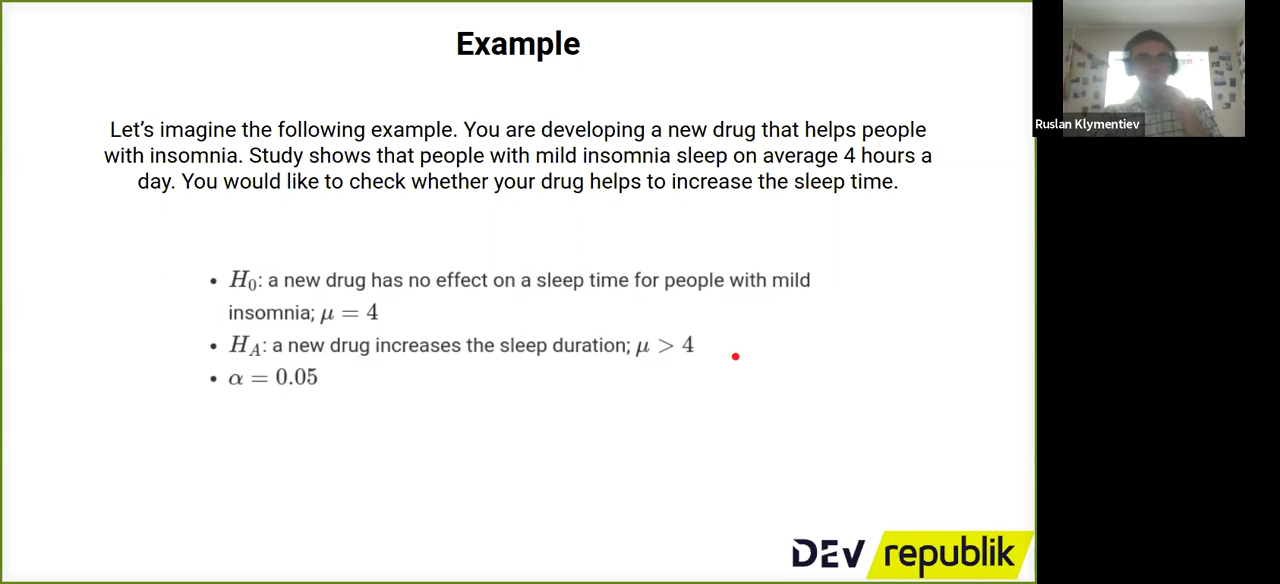 Example
Let’s imagine the following example. You are developing a new drug that helps people
with insomnia. Study shows that people with mild insomnia sleep on average 4 hours a
day. You would like to check whether your drug helps to increase the sleep time.
• H₀: a new drug has no effect on a sleep time for people with mild
insomnia; μ = 4
• H_A: a new drug increases the sleep duration; μ > 4
• α = 0.05
DEV republik
Ruslan Klymentiev